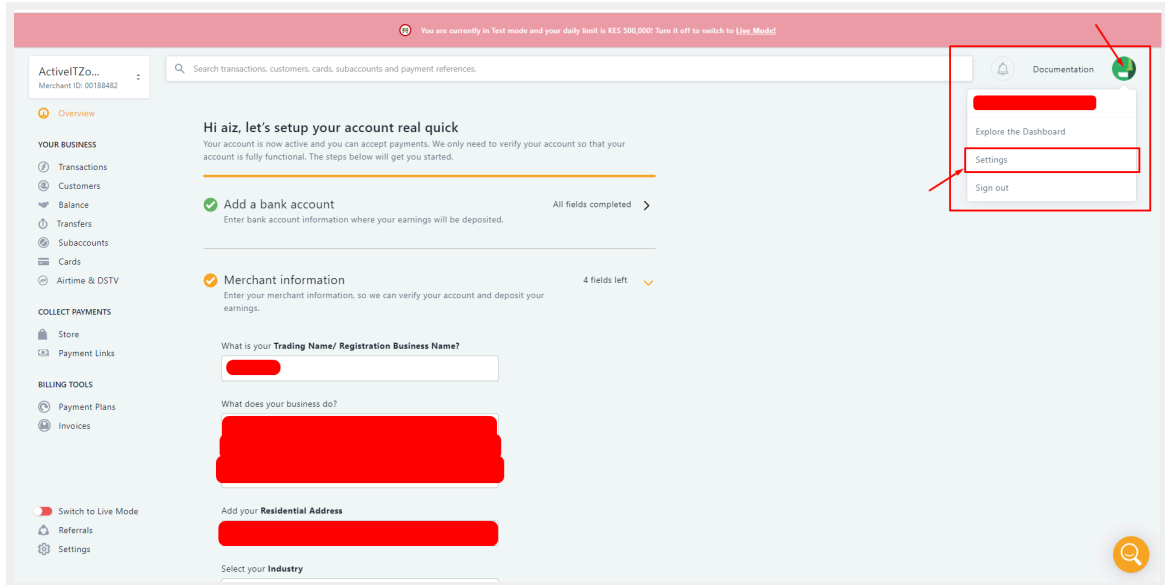 You are currently in Test mode and your daily limit is KES 500,000! Turn it off to switch to Live Mode!
ActiveITZo...
Merchant ID: 00188482
Search transactions, customers, cards, subaccounts and payment references.
Documentation
Explore the Dashboard
Settings
Sign out
Overview
YOUR BUSINESS
Transactions
Customers
Balance
Transfers
Subaccounts
Cards
Airtime & DSTV
COLLECT PAYMENTS
Store
Payment Links
BILLING TOOLS
Payment Plans
Invoices
Switch to Live Mode
Referrals
Settings
Hi aiz, let's setup your account real quick
Your account is now active and you can accept payments. We only need to verify your account so that your
account is fully functional. The steps below will get you started.
Add a bank account
All fields completed
Enter bank account information where your earnings will be deposited.
Merchant information
4 fields left
Enter your merchant information, so we can verify your account and deposit your
earnings.
What is your Trading Name/ Registration Business Name?
What does your business do?
Add your Residential Address
Select your Industry